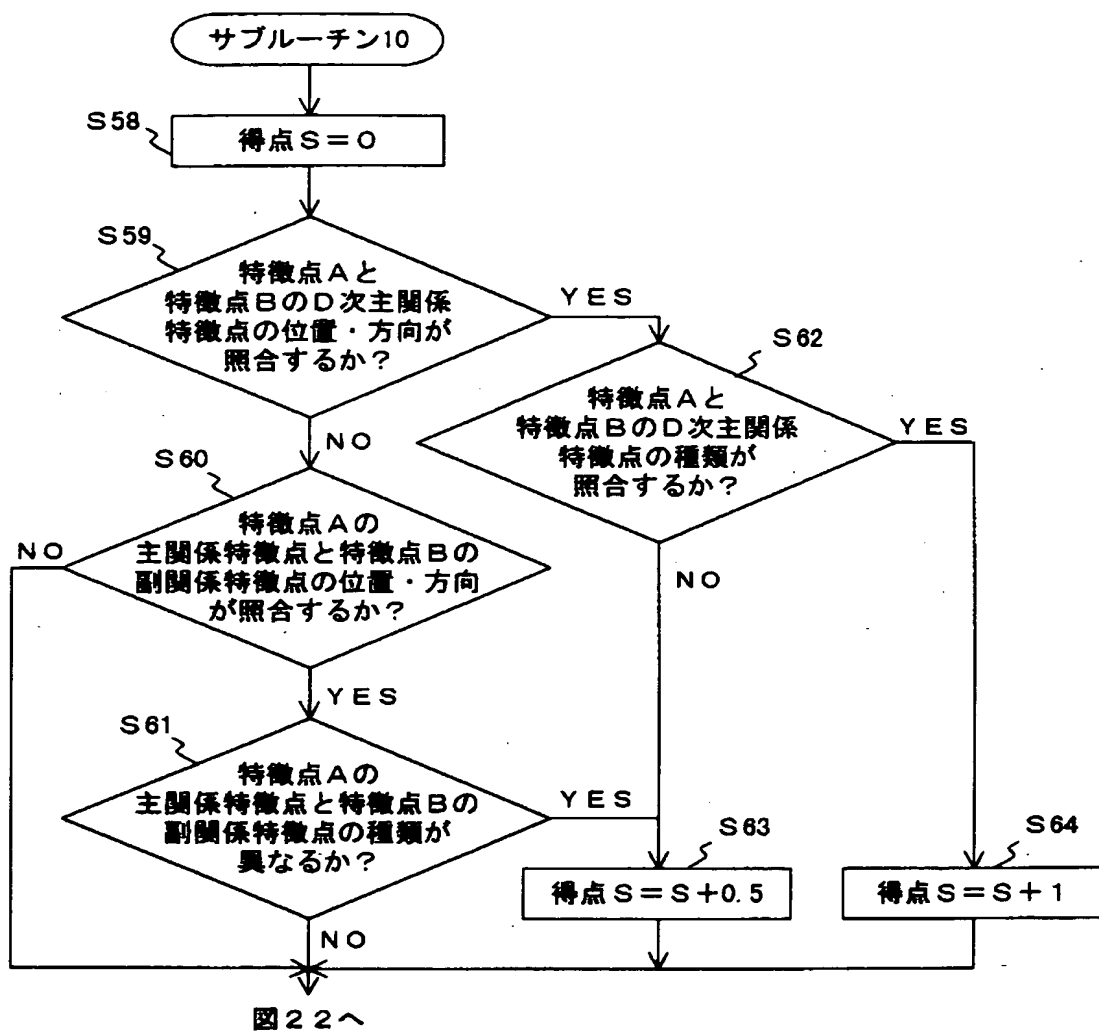 サブルーチン10
S58
得点S=0
S59
特徴点Aと
特徴点BのD次主関係
特徴点の位置・方向が
照合するか?
YES
NO
S62
特徴点Aと
特徴点BのD次主関係
特徴点の種類が
照合するか?
YES
NO
S60
特徴点Aの
主関係特徴点と特徴点Bの
副関係特徴点の位置・方向
が照合するか?
NO
YES
S61
特徴点Aの
主関係特徴点と特徴点Bの
副関係特徴点の種類が
異なるか?
YES
NO
S63
得点S=S+0.5
S64
得点S=S+1
図22へ